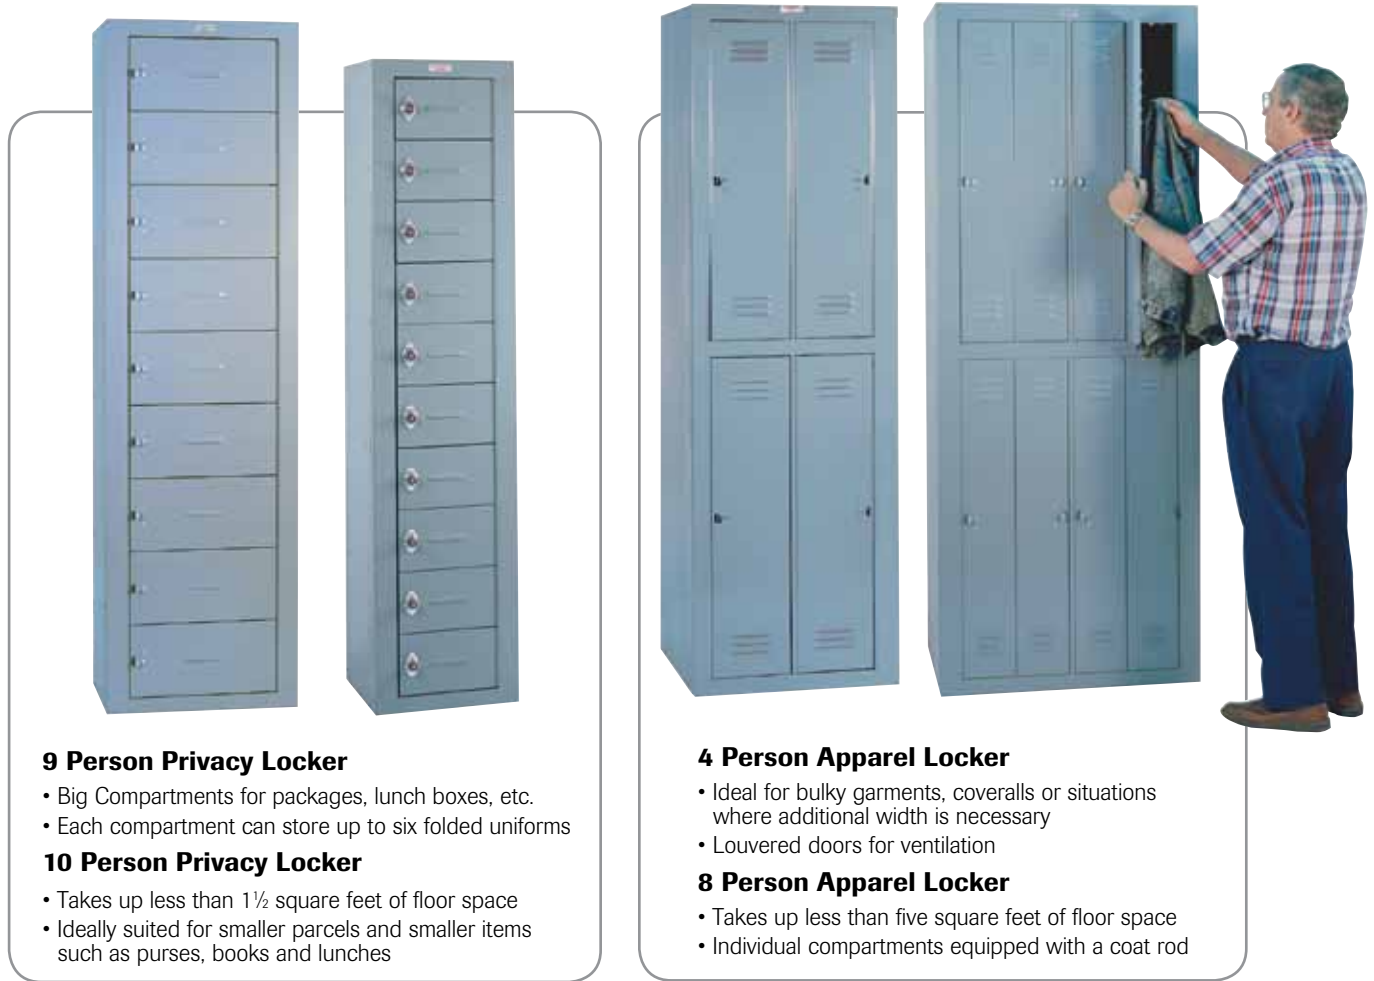 9 Person Privacy Locker
• Big Compartments for packages, lunch boxes, etc.
• Each compartment can store up to six folded uniforms
10 Person Privacy Locker
• Takes up less than 1½ square feet of floor space
• Ideally suited for smaller parcels and smaller items
such as purses, books and lunches
4 Person Apparel Locker
• Ideal for bulky garments, coveralls or situations
where additional width is necessary
• Louvered doors for ventilation
8 Person Apparel Locker
• Takes up less than five square feet of floor space
• Individual compartments equipped with a coat rod